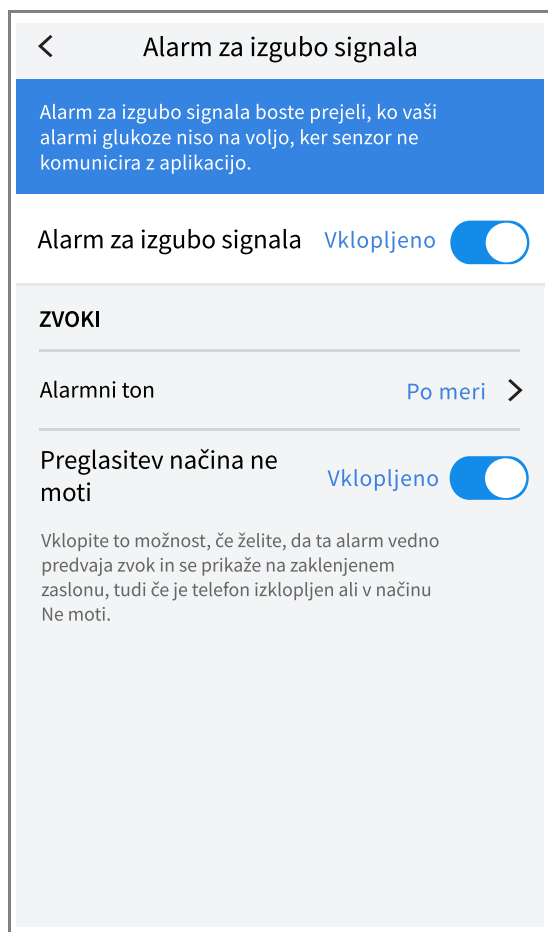 Alarm za izgubo signala
Alarm za izgubo signala boste prejeli, ko vaši
alarmi glukoze niso na voljo, ker senzor ne
komunicira z aplikacijo.
Alarm za izgubo signala Vklopljeno
ZVOKI
Alarmni ton Po meri
Preglasitev načina ne
moti Vklopljeno
Vklopite to možnost, če želite, da ta alarm vedno
predvaja zvok in se prikaže na zaklenjenem
zaslonu, tudi če je telefon izklopljen ali v načinu
Ne moti.